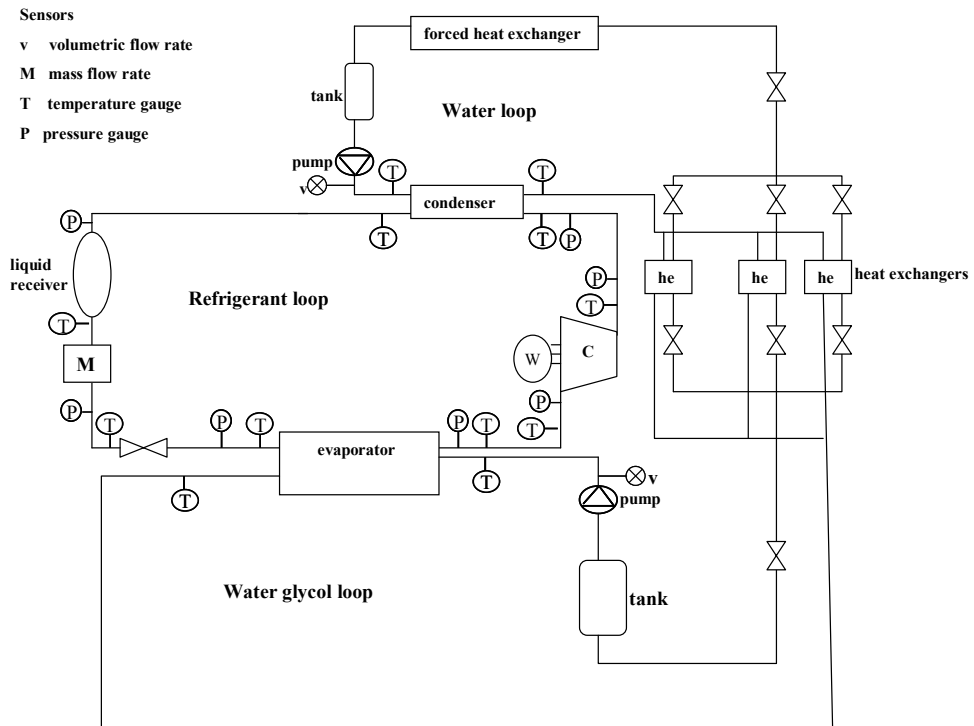 Sensors
v volumetric flow rate
M mass flow rate
T temperature gauge
P pressure gauge
forced heat exchanger
tank
Water loop
pump
v
T
T
condenser
P
T
T
P
liquid
receiver
he
he
he
heat exchangers
Refrigerant loop
P
T
T
M
W
C
P
P
T
P
T
P
T
T
evaporator
T
T
v
pump
Water glycol loop
tank